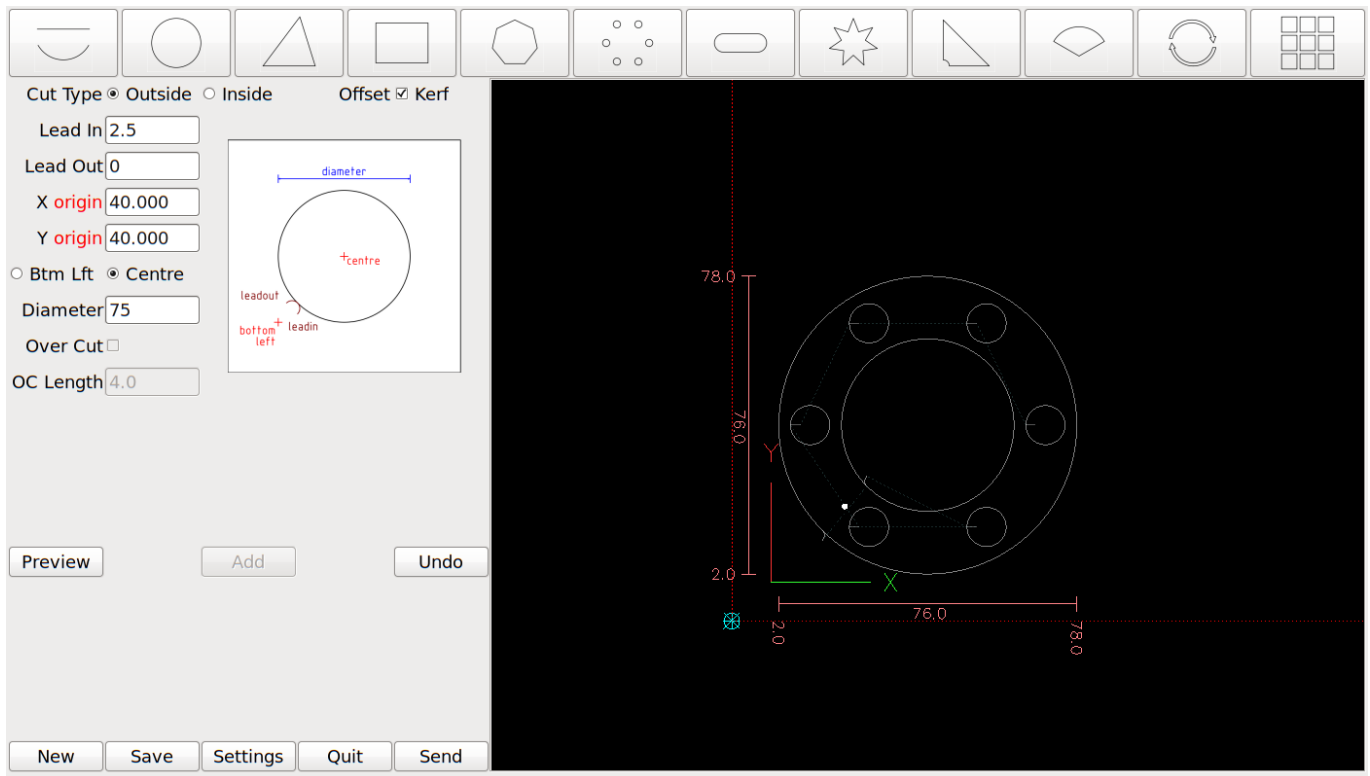 Cut Type Outside Inside Offset Kerf
Lead In 2.5
Lead Out 0
X origin 40.000
Y origin 40.000
Btm Lft Centre
Diameter 75
Over Cut
OC Length 4.0
diameter
centre
leadout
leadin
bottom
left
Preview Add Undo
New Save Settings Quit Send
78.0
76.0
Y
2.0
X
76.0
2.0
78.0